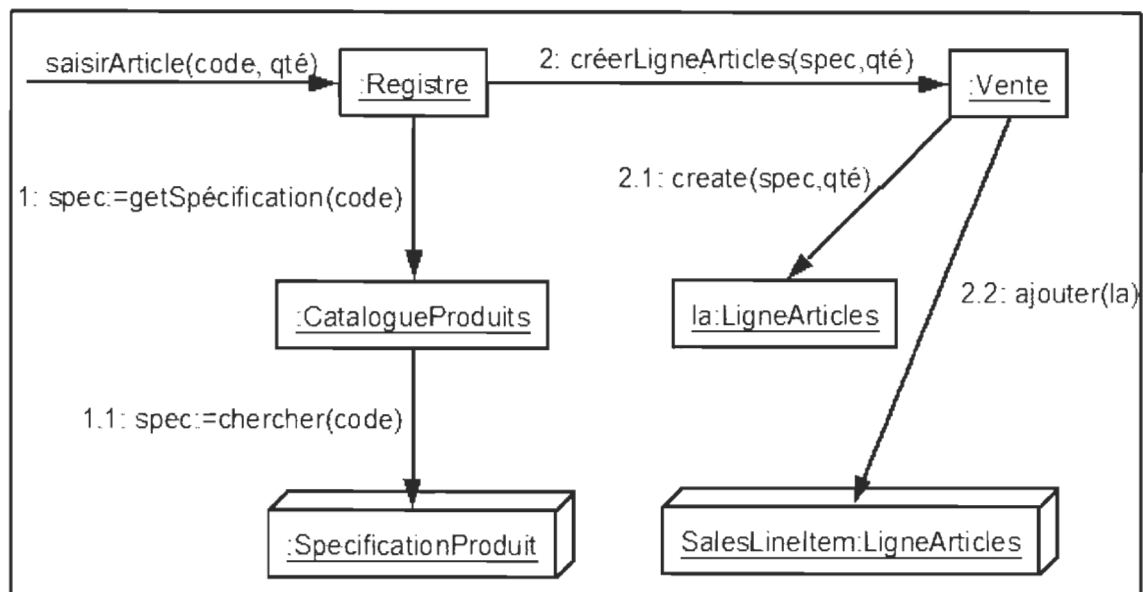 saisirArticle(code, qté)
:Registre
2: créerLigneArticles(spec,qté)
:Vente
1: spec:=getSpécification(code)
2.1: create(spec,qté)
:CatalogueProduits
la:LigneArticles
2.2: ajouter(la)
1.1: spec:=chercher(code)
:SpecificationProduit
SalesLineItem:LigneArticles